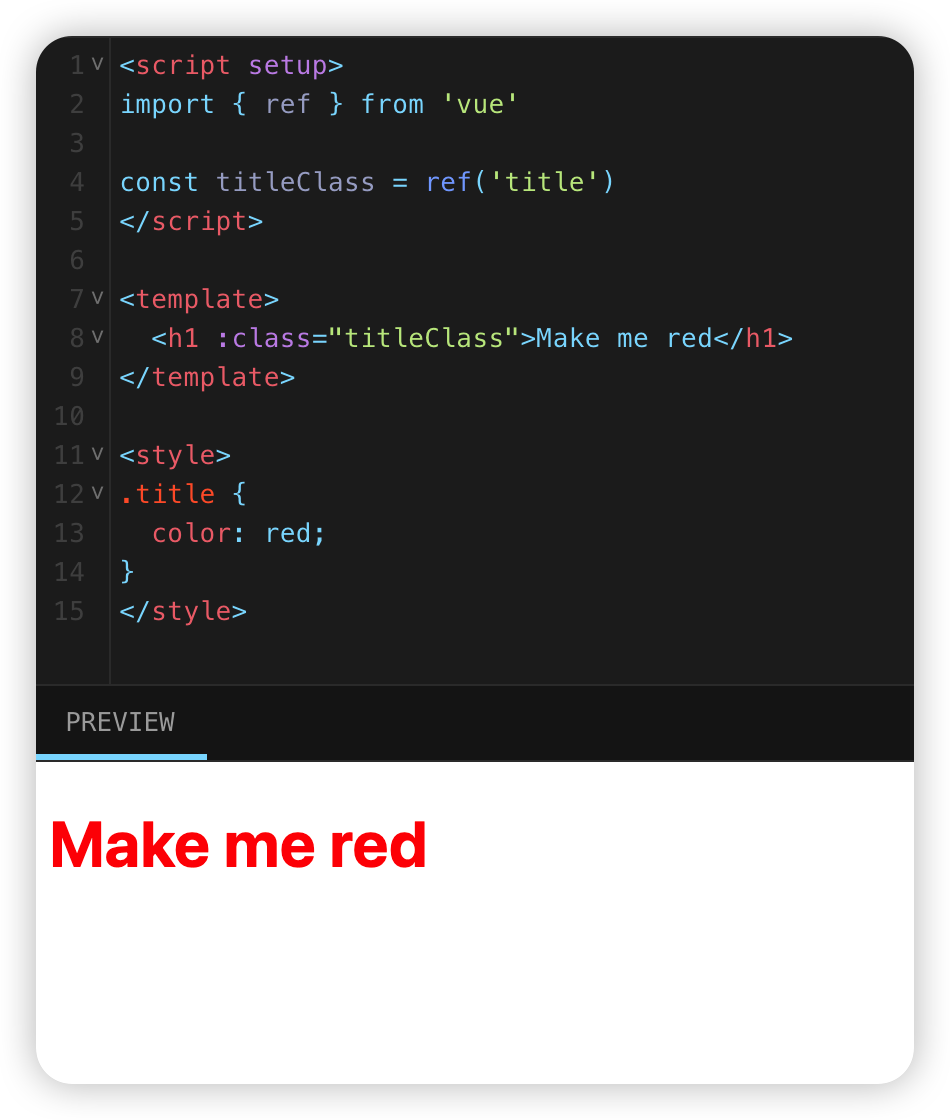 1 v <script setup>
2 import { ref } from 'vue'
3
4 const titleClass = ref('title')
5 </script>
6
7 v <template>
8 v   <h1 :class="titleClass">Make me red</h1>
9 </template>
10
11 v <style>
12 v .title {
13   color: red;
14 }
15 </style>
PREVIEW
Make me red